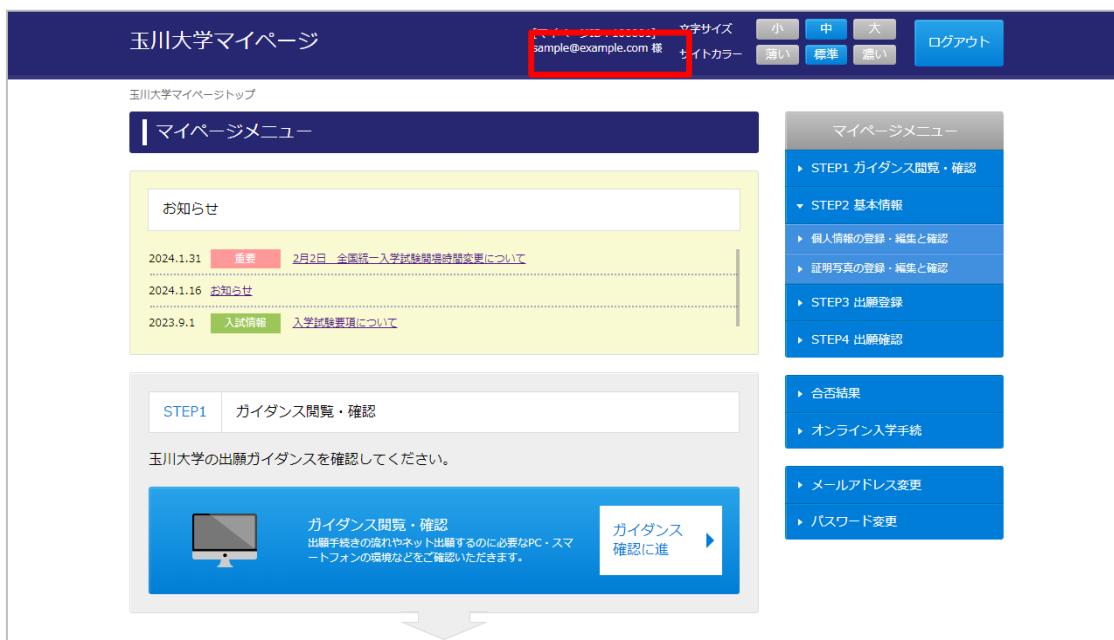 玉川大学マイページ
sample@example.com 様
文字サイズ
小
中
大
サイトカラー
薄い
標準
濃い
ログアウト
玉川大学マイページトップ
マイページメニュー
お知らせ
2024.1.31 重要 2月2日 全国統一入学試験開場時間変更について
2024.1.16 お知らせ
2023.9.1 入試情報 入学試験要項について
STEP1 ガイダンス閲覧・確認
玉川大学の出願ガイダンスを確認してください。
ガイダンス閲覧・確認
出願手続きの流れやネット出願するのに必要なPC・スマ
ートフォンの環境などをご確認いただきます。
ガイダンス
確認に進
マイページメニュー
STEP1 ガイダンス閲覧・確認
STEP2 基本情報
個人情報の登録・編集と確認
証明写真の登録・編集と確認
STEP3 出願登録
STEP4 出願確認
合否結果
オンライン入学手続
メールアドレス変更
パスワード変更